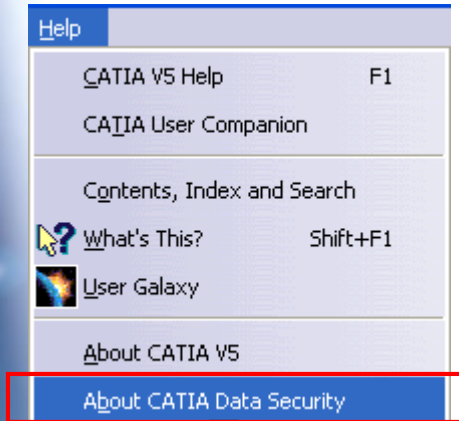 Help
CATIA V5 Help F1
CATIA User Companion
Contents, Index and Search
What's This? Shift+F1
User Galaxy
About CATIA V5
About CATIA Data Security